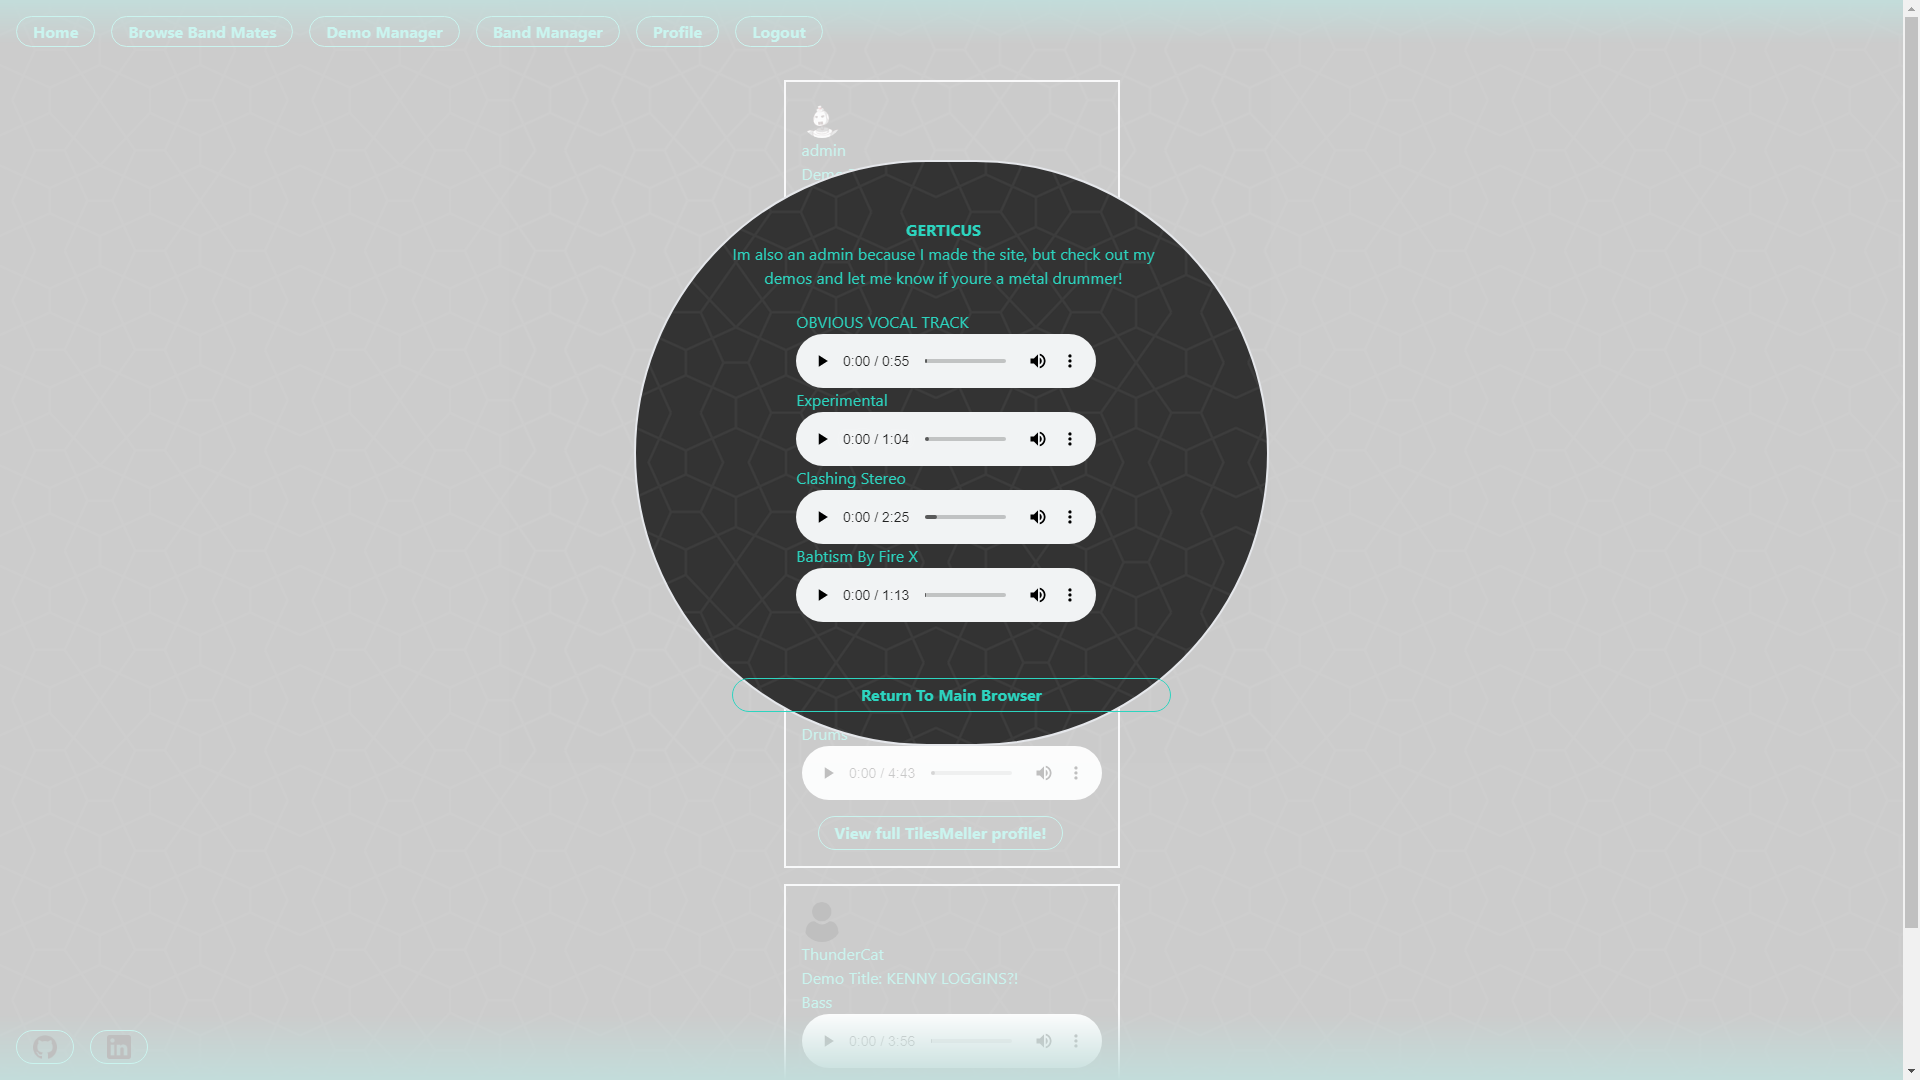 Home Browse Band Mates Demo Manager Band Manager Profile Logout
admin
Demo
GERTICUS
Im also an admin because I made the site, but check out my
demos and let me know if youre a metal drummer!
OBVIOUS VOCAL TRACK
0:00 / 0:55
Experimental
0:00 / 1:04
Clashing Stereo
0:00 / 2:25
Babtism By Fire X
0:00 / 1:13
Return To Main Browser
Drums
0:00 / 4:43
View full TilesMeller profile!
ThunderCat
Demo Title: KENNY LOGGINS?!
Bass
0:00 / 3:56
in